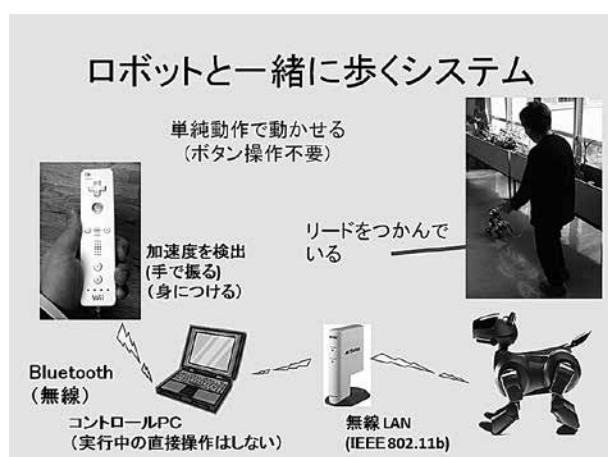 ロボットと一緒に歩くシステム
単純動作で動かせる
(ボタン操作不要)
リードをつかんで
いる
加速度を検出
(手で振る)
(身につける)
Wii
Bluetooth
(無線)
コントロールPC
(実行中の直接操作はしない)
無線 LAN
(IEEE 802.11b)